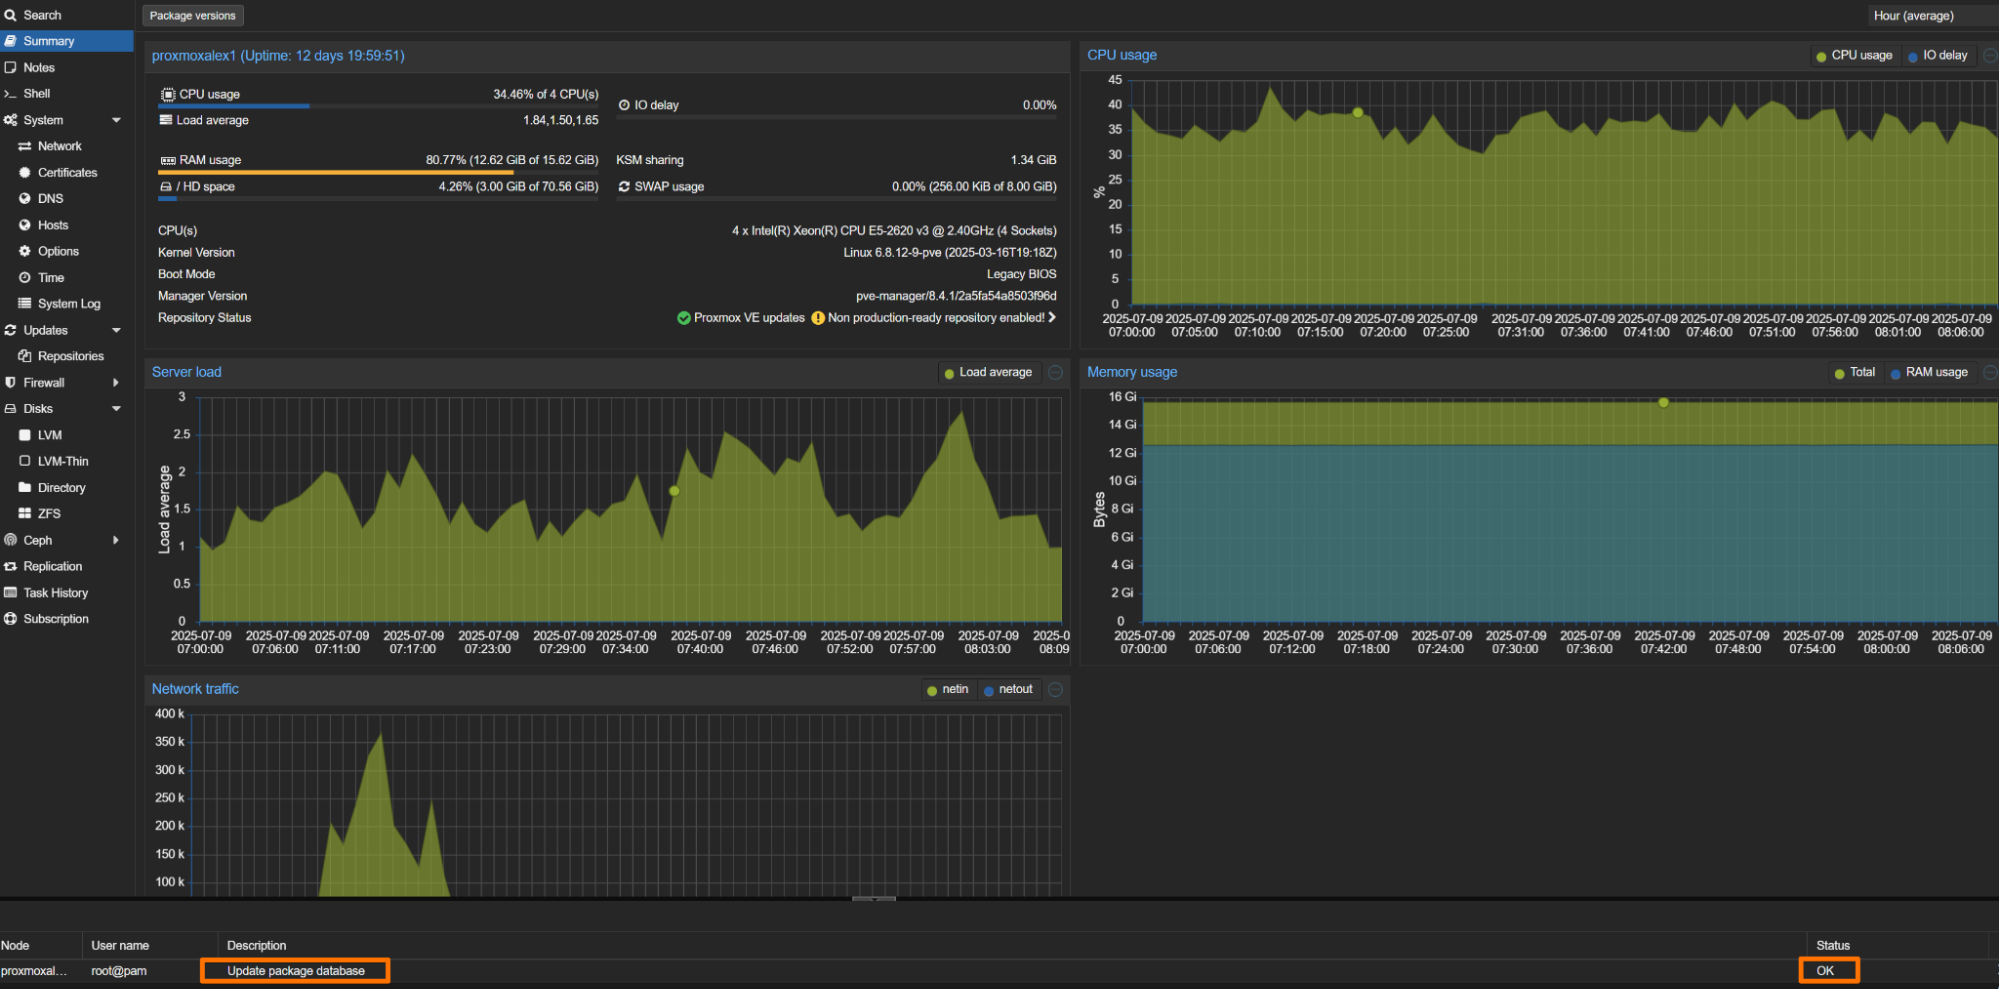 Search
Summary
Notes
Shell
System
Network
Certificates
DNS
Hosts
Options
Time
System Log
Updates
Repositories
Firewall
Disks
LVM
LVM-Thin
Directory
ZFS
Ceph
Replication
Task History
Subscription
Package versions
Hour (average)
proxmoxalex1 (Uptime: 12 days 19:59:51)
CPU usage 34.46% of 4 CPU(s)
IO delay 0.00%
Load average 1.84,1.50,1.65
RAM usage 80.77% (12.62 GiB of 15.62 GiB)
KSM sharing 1.34 GiB
/ HD space 4.26% (3.00 GiB of 70.56 GiB)
SWAP usage 0.00% (256.00 KiB of 8.00 GiB)
CPU(s) 4 x Intel(R) Xeon(R) CPU E5-2620 v3 @ 2.40GHz (4 Sockets)
Kernel Version Linux 6.8.12-9-pve (2025-03-16T19:18Z)
Boot Mode Legacy BIOS
Manager Version pve-manager/8.4.1/2a5fa54a8503f96d
Repository Status Proxmox VE updates Non production-ready repository enabled!
CPU usage
CPU usage IO delay
45
40
35
30
25
20
15
10
5
0
%
2025-07-09 2025-07-09 2025-07-09 2025-07-09 2025-07-09 2025-07-09 2025-07-09 2025-07-09 2025-07-09 2025-07-09 2025-07-09 2025-07-09 2025-07-09 2025-07-09
07:00:00 07:05:00 07:10:00 07:15:00 07:20:00 07:25:00 07:31:00 07:36:00 07:41:00 07:46:00 07:51:00 07:56:00 08:01:00 08:06:00
Server load
Load average
3
2.5
2
1.5
1
0.5
0
Load average
2025-07-09 2025-07-09 2025-07-09 2025-07-09 2025-07-09 2025-07-09 2025-07-09 2025-07-09 2025-07-09 2025-07-09 2025-07-09 2025-07-09 2025-0
07:00:00 07:06:00 07:11:00 07:17:00 07:23:00 07:29:00 07:34:00 07:40:00 07:46:00 07:52:00 07:57:00 08:03:00 08:09
Memory usage
Total RAM usage
16 Gi
14 Gi
12 Gi
10 Gi
8 Gi
6 Gi
4 Gi
2 Gi
0
Bytes
2025-07-09 2025-07-09 2025-07-09 2025-07-09 2025-07-09 2025-07-09 2025-07-09 2025-07-09 2025-07-09 2025-07-09 2025-07-09 2025-07-09
07:00:00 07:06:00 07:12:00 07:18:00 07:24:00 07:30:00 07:36:00 07:42:00 07:48:00 07:54:00 08:00:00 08:06:00
Network traffic
netin netout
400 k
350 k
300 k
250 k
200 k
150 k
100 k
Node User name Description Status
proxmoxal... root@pam Update package database OK